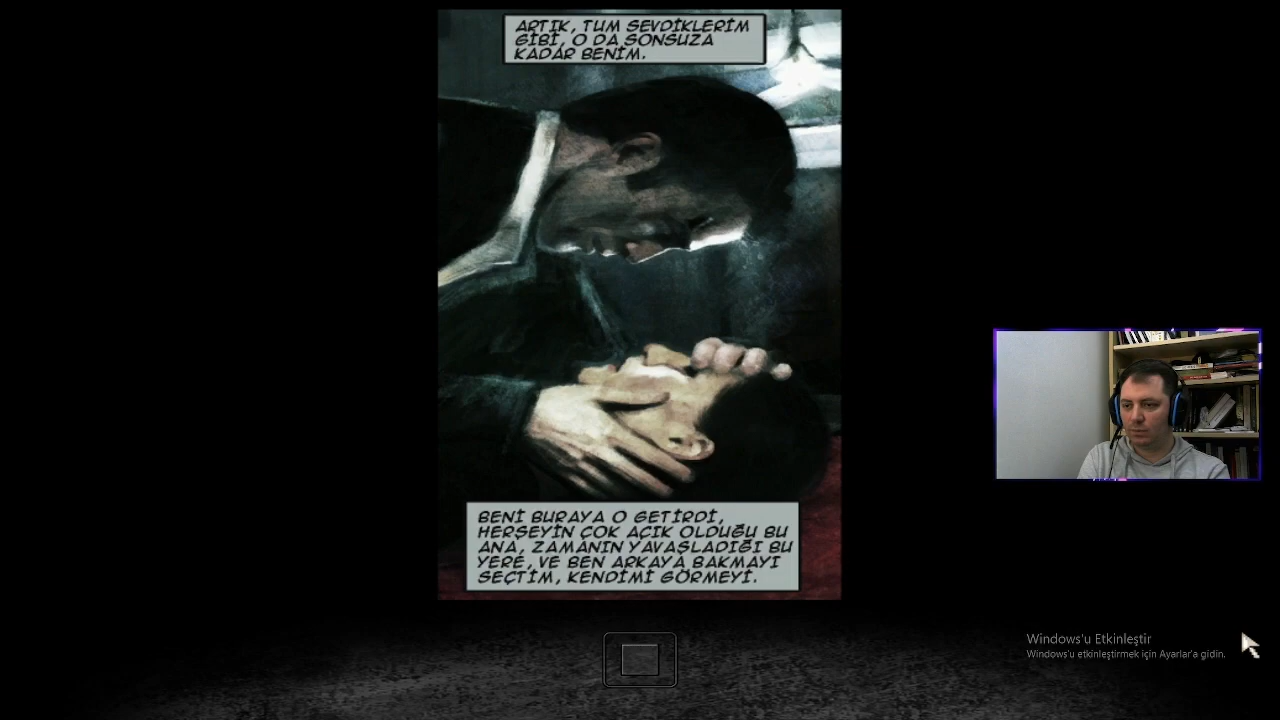 ARTIK, TUM SEVDİKLERİM
GİBİ, O DA SONSUZA
KADAR BENİM.
BENİ BURAYA O GETİRDİ,
HERŞEYİN ÇOK AÇIK OLDUĞU BU
ANA, ZAMANIN YAVAŞLADIĞI BU
YERE, VE BEN ARKAYA BAKMAYI
SEÇTİM, KENDİMİ GÖRMEYİ.
Windows'u Etkinleştir
Windows'u etkinleştirmek için Ayarlar'a gidin.